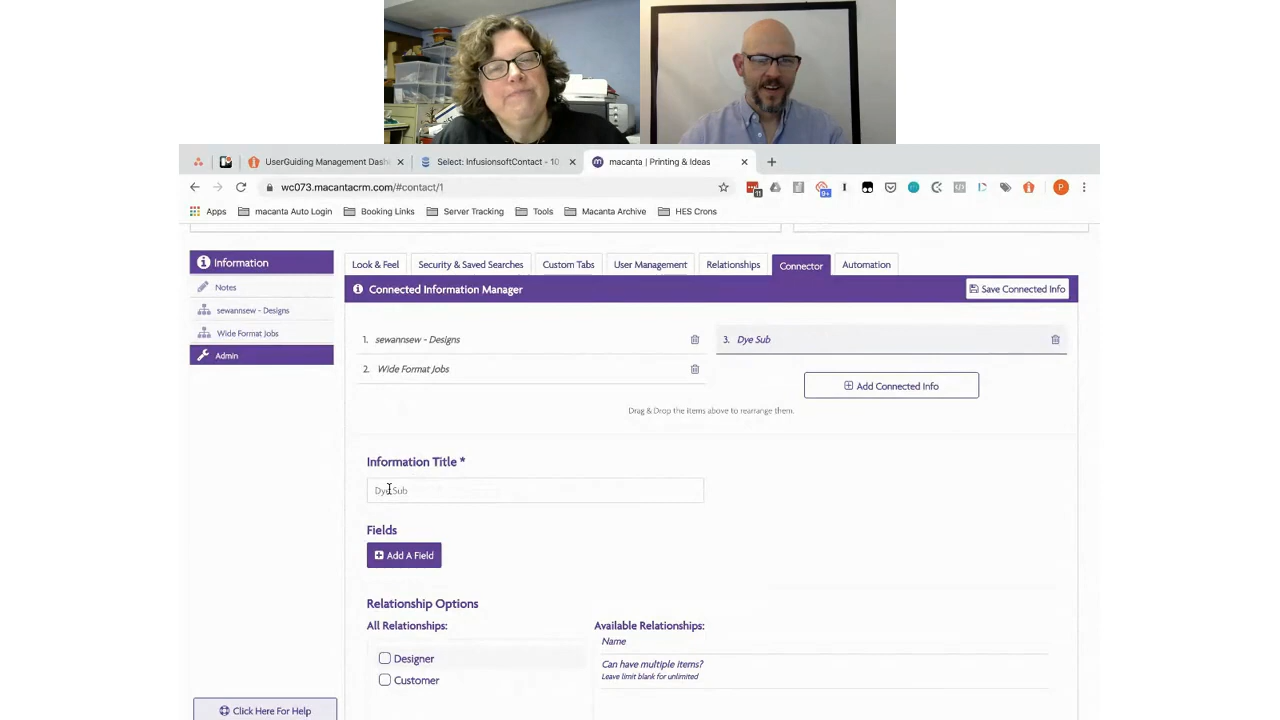 UserGuiding Management Dash
Select: InfusionsoftContact - 10
macanta | Printing & Ideas
wc073.macantacrm.com/#contact/1
11
9+
P
Apps
macanta Auto Login
Booking Links
Server Tracking
Tools
Macanta Archive
HES Crons
Information
Notes
sewannsew - Designs
Wide Format Jobs
Admin
Look & Feel
Security & Saved Searches
Custom Tabs
User Management
Relationships
Connector
Automation
Connected Information Manager
Save Connected Info
1. sewannsew - Designs
3. Dye Sub
2. Wide Format Jobs
Add Connected Info
Drag & Drop the items above to rearrange them.
Information Title *
Dye Sub
Fields
Add A Field
Relationship Options
All Relationships:
Designer
Customer
Available Relationships:
Name
Can have multiple items?
Leave limit blank for unlimited
Click Here For Help